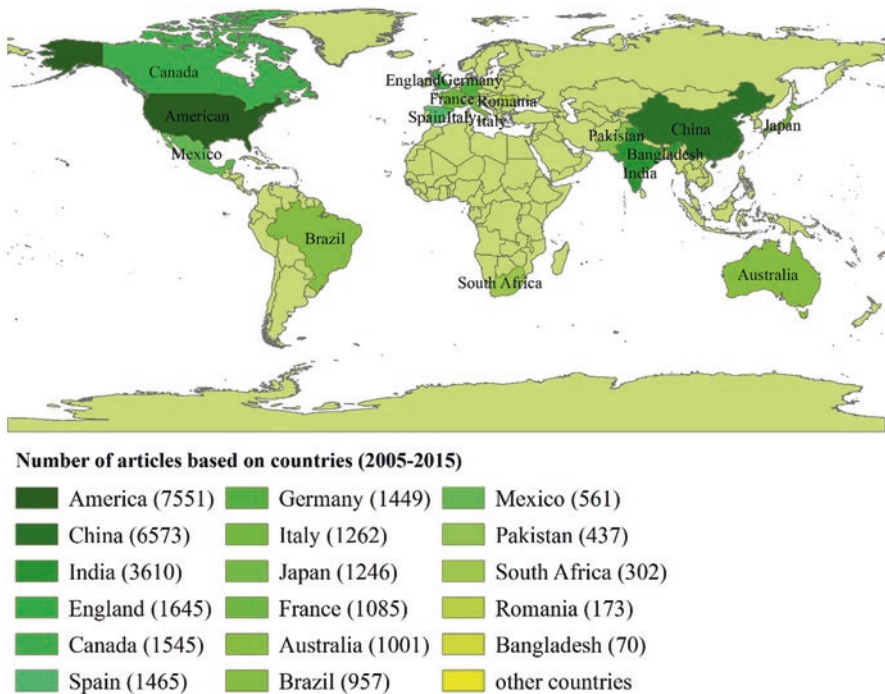 Canada
England Germany
American
France Romania
Spain Italy
Italy
China
Japan
Mexico
Pakistan
Bangladesh
India
Brazil
South Africa
Australia
Number of articles based on countries (2005-2015)
America (7551)
China (6573)
India (3610)
England (1645)
Canada (1545)
Spain (1465)
Germany (1449)
Italy (1262)
Japan (1246)
France (1085)
Australia (1001)
Brazil (957)
Mexico (561)
Pakistan (437)
South Africa (302)
Romania (173)
Bangladesh (70)
other countries